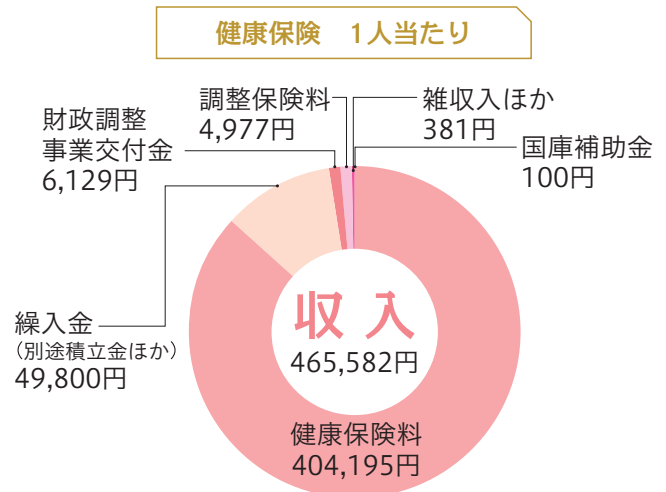 健康保険　1人当たり
調整保険料
4,977円
雑収入ほか
381円
財政調整
事業交付金
6,129円
国庫補助金
100円
収入
465,582円
繰入金
（別途積立金ほか）
49,800円
健康保険料
404,195円